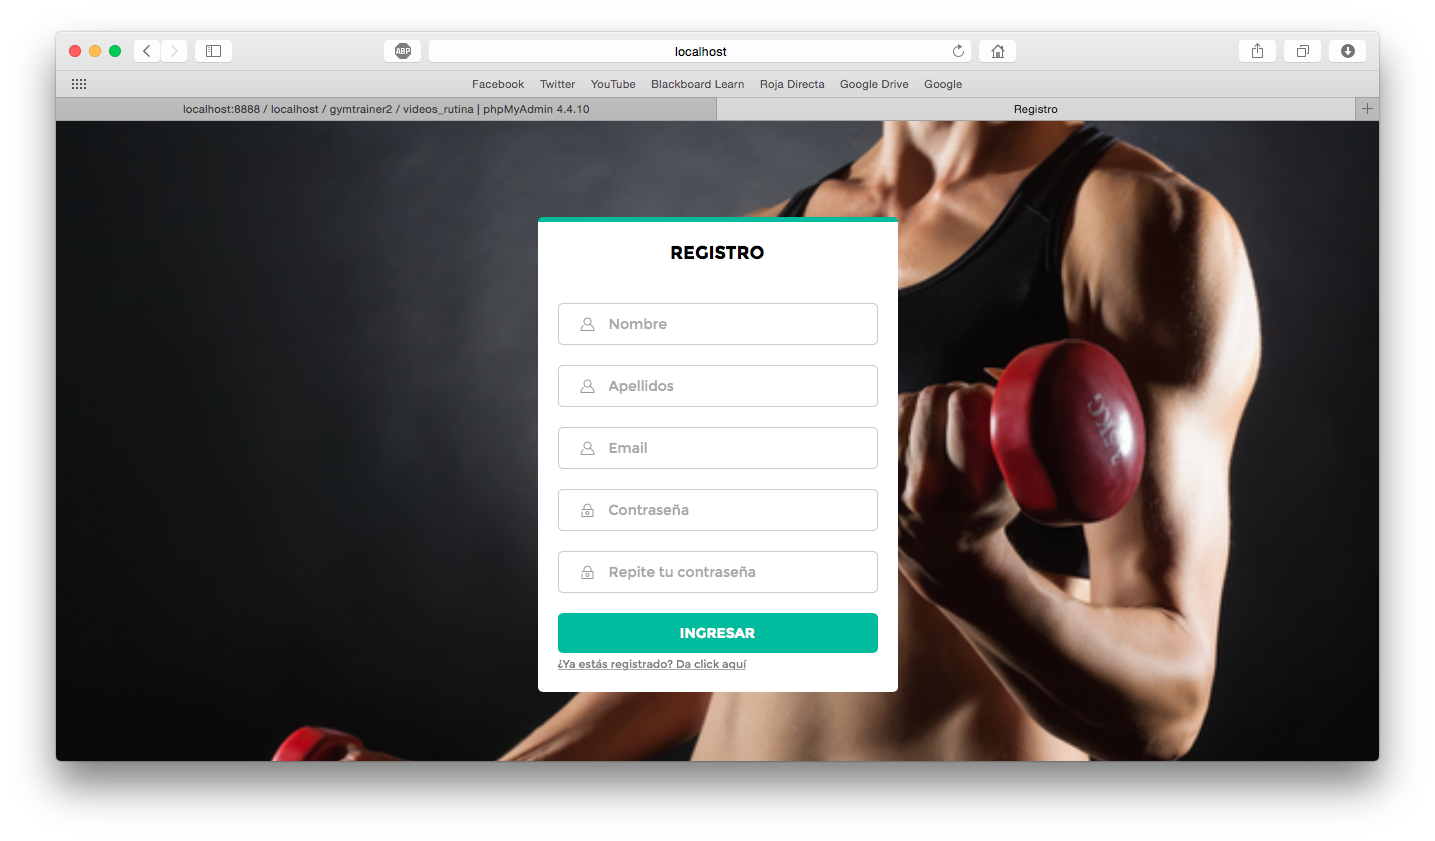 ABP
localhost
Facebook Twitter YouTube Blackboard Learn Roja Directa Google Drive Google
localhost:8888 / localhost / gymtrainer2 / videos_rutina | phpMyAdmin 4.4.10
Registro
REGISTRO
Nombre
Apellidos
Email
Contraseña
Repite tu contraseña
INGRESAR
¿Ya estás registrado? Da click aquí